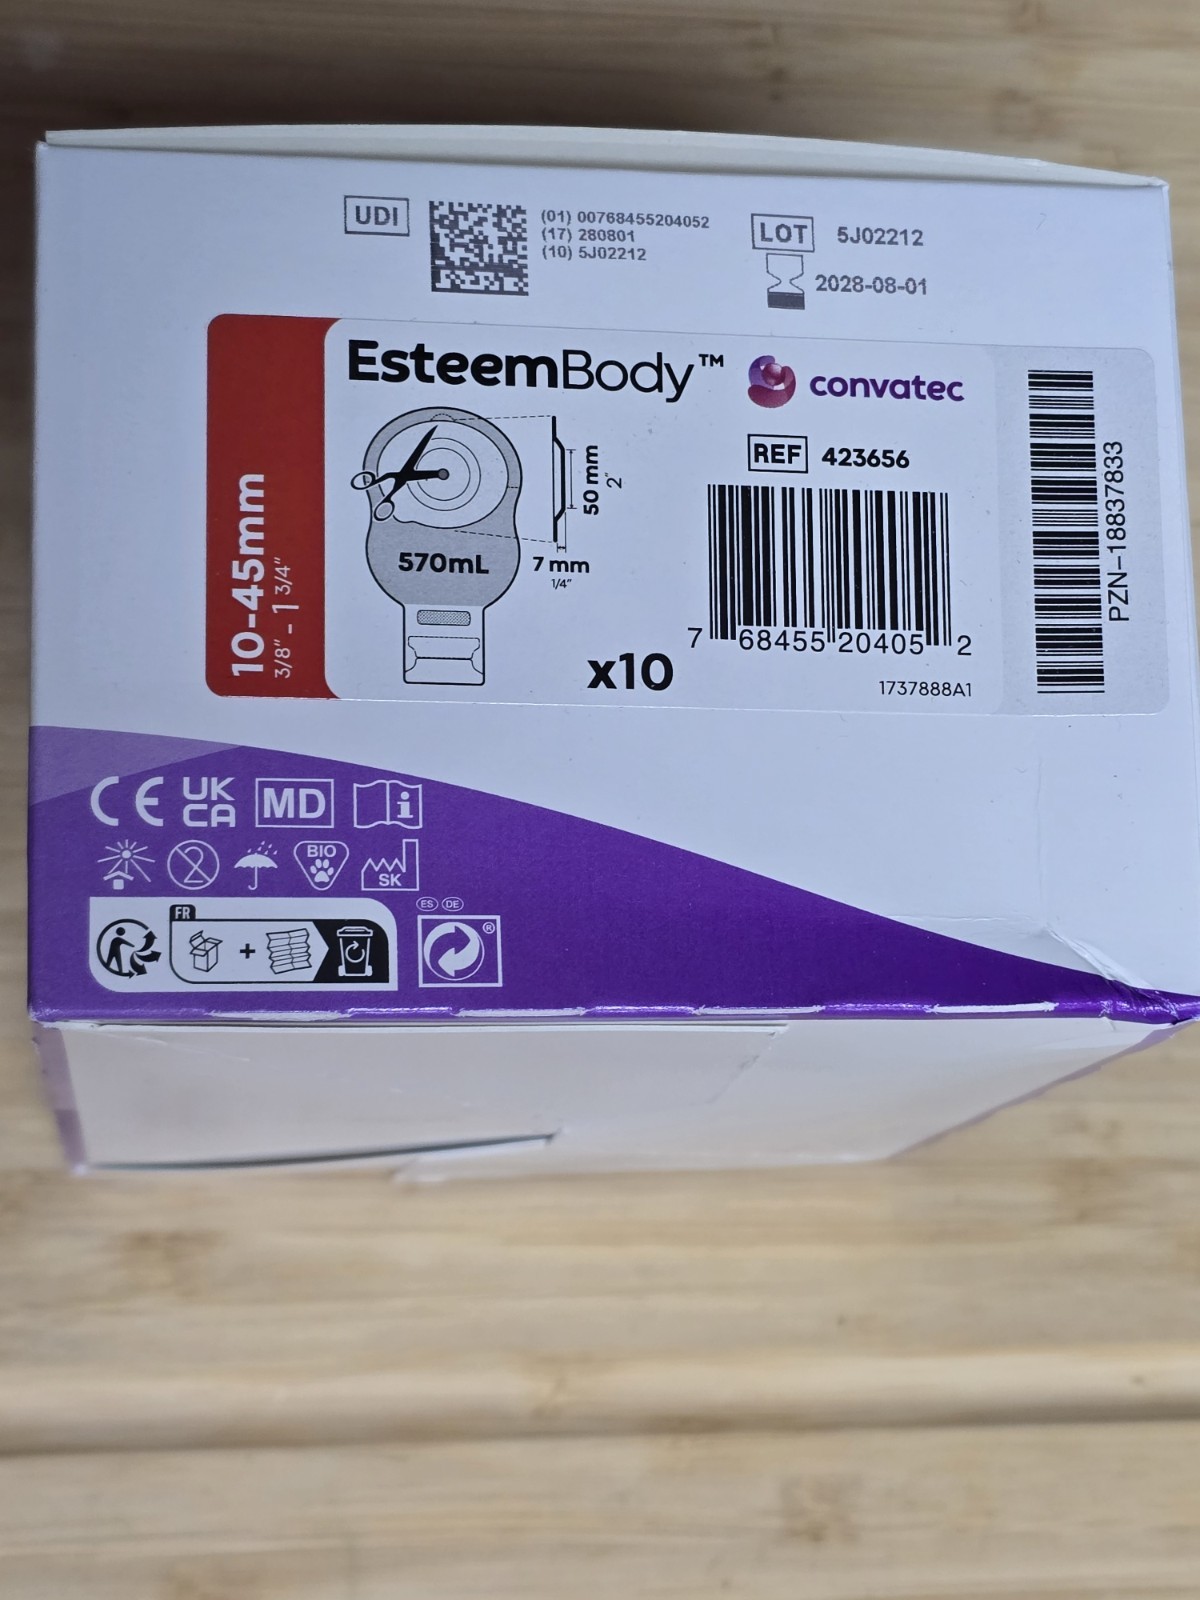 UDI
(01) 00768455204052
(17) 280801
(10) 5J02212
LOT 5J02212
2028-08-01
EsteemBody™
convatec
10-45mm
3/8" - 1 3/4"
50 mm
2"
570mL
7 mm
1/4"
x10
REF 423656
7 68455 20405 2
1737888A1
PZN-18837833
CE UK CA MD i
2 BIO SK
FR
+
ES DE
®